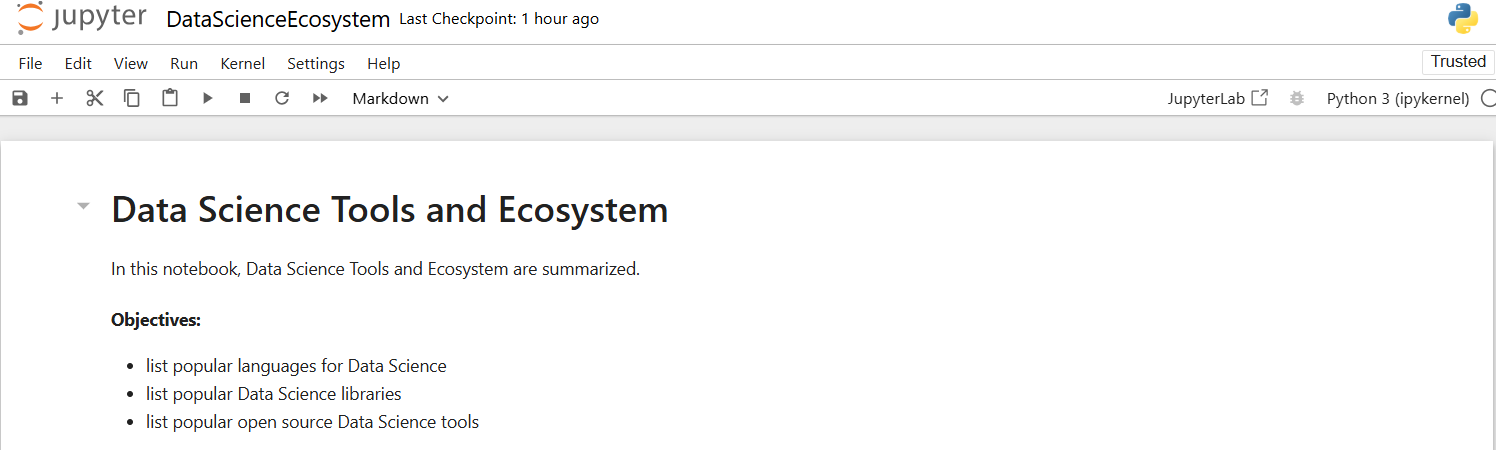 jupyter DataScienceEcosystem Last Checkpoint: 1 hour ago
File Edit View Run Kernel Settings Help Trusted
Markdown JupyterLab Python 3 (ipykernel)
Data Science Tools and Ecosystem
In this notebook, Data Science Tools and Ecosystem are summarized.
Objectives:
• list popular languages for Data Science
• list popular Data Science libraries
• list popular open source Data Science tools